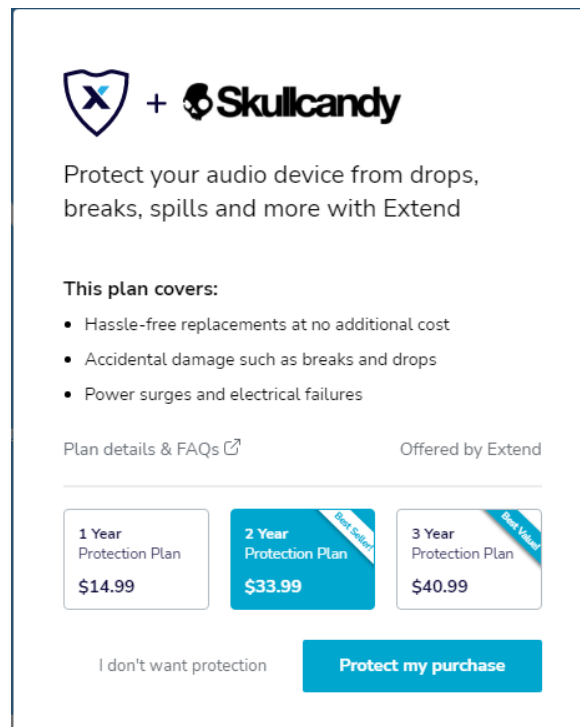 X + Skullcandy
Protect your audio device from drops,
breaks, spills and more with Extend
This plan covers:
Hassle-free replacements at no additional cost
Accidental damage such as breaks and drops
Power surges and electrical failures
Plan details & FAQs
Offered by Extend
1 Year
Protection Plan
$14.99
Best Seller!
2 Year
Protection Plan
$33.99
Best Value!
3 Year
Protection Plan
$40.99
I don't want protection
Protect my purchase